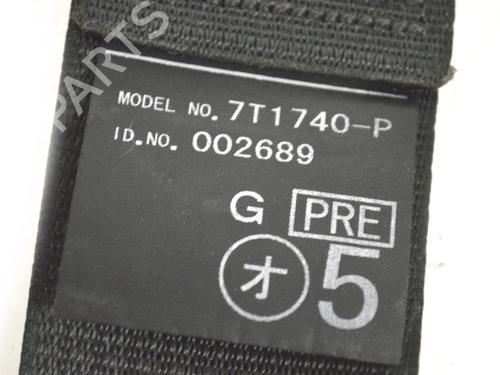 MODEL NO. 7T1740-P
ID.NO. 002689
G PRE
オ 5
PARTS